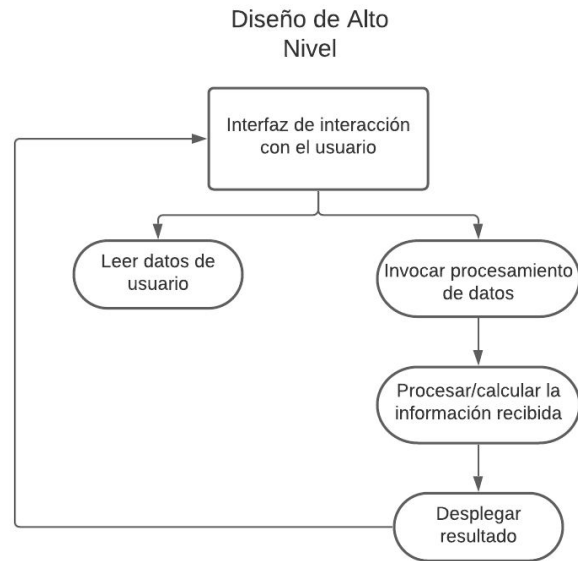 Diseño de Alto
Nivel
Interfaz de interacción
con el usuario
Leer datos de
usuario
Invocar procesamiento
de datos
Procesar/calcular la
información recibida
Desplegar
resultado